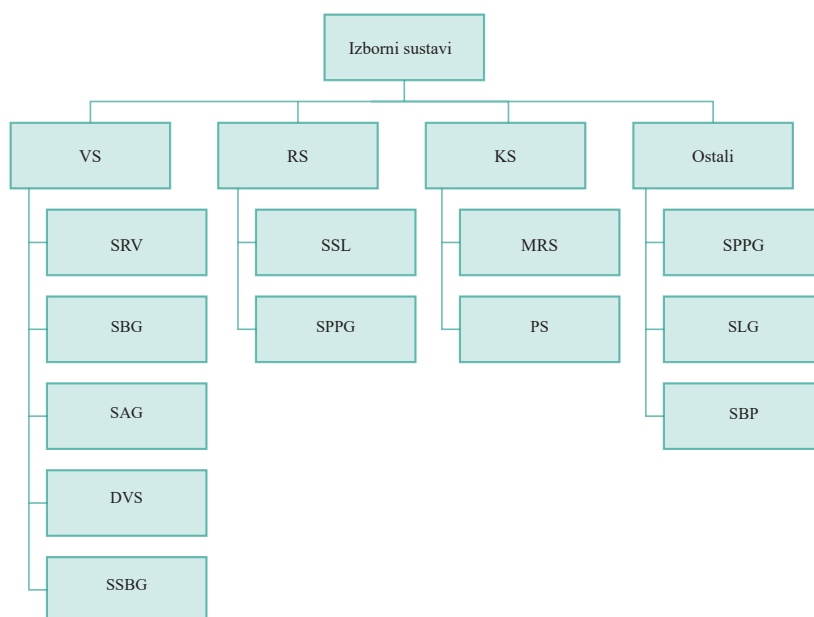 Izborni sustavi
VS
RS
KS
Ostali
SRV
SBG
SAG
DVS
SSBG
SSL
SPPG
MRS
PS
SPPG
SLG
SBP